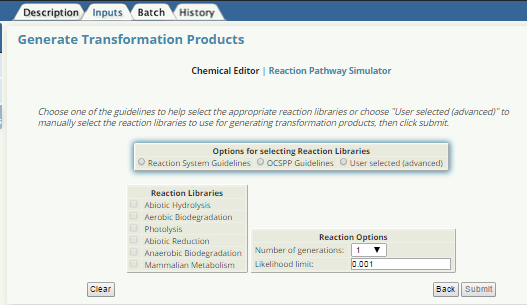 Description Inputs Batch History
Generate Transformation Products
Chemical Editor | Reaction Pathway Simulator
Choose one of the guidelines to help select the appropriate reaction libraries or choose "User selected (advanced)" to
manually select the reaction libraries to use for generating transformation products, then click submit.
Options for selecting Reaction Libraries
Reaction System Guidelines OCSPP Guidelines User selected (advanced)
Reaction Libraries
Abiotic Hydrolysis
Aerobic Biodegradation
Photolysis
Abiotic Reduction
Anaerobic Biodegradation
Mammalian Metabolism
Reaction Options
Number of generations: 1
Likelihood limit: 0.001
Clear Back Submit